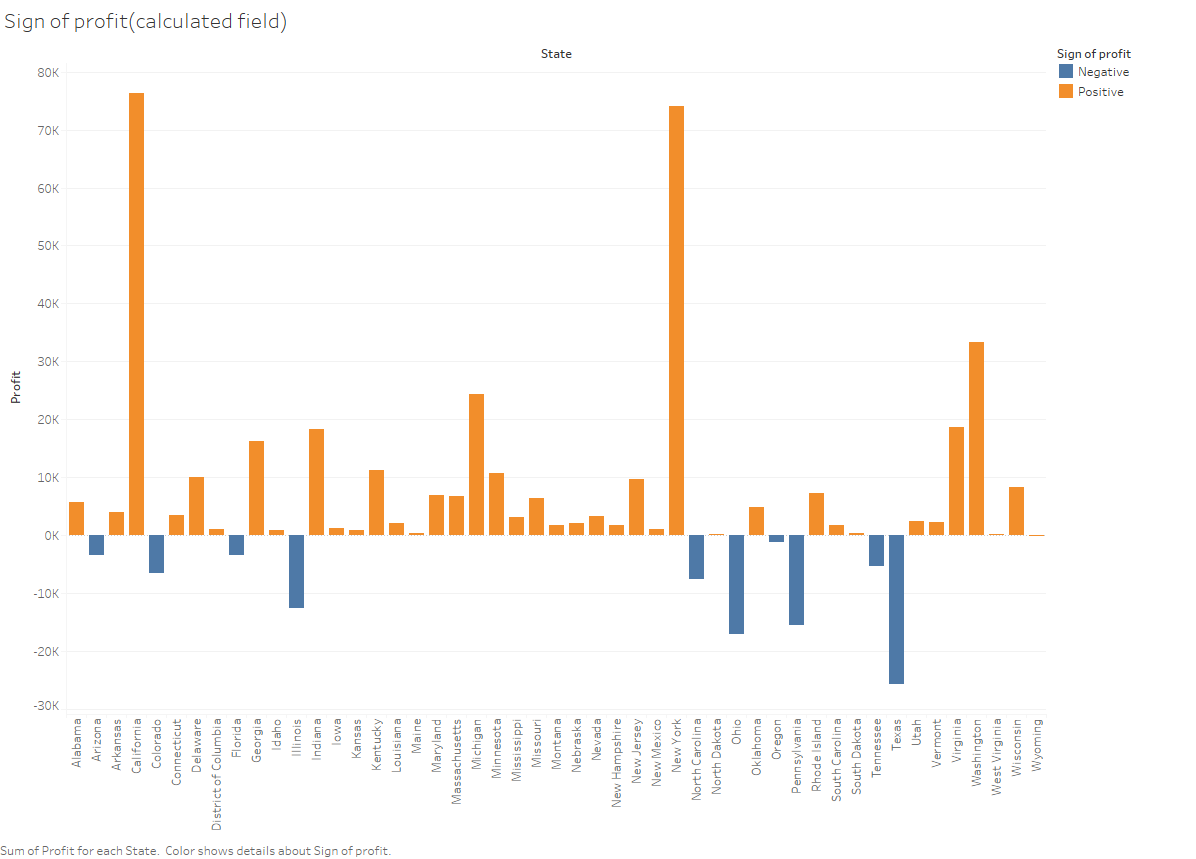 Sign of profit(calculated field)
State
Sign of profit
Negative
Positive
Profit
80K
70K
60K
50K
40K
30K
20K
10K
0K
-10K
-20K
-30K
Alabama
Arizona
Arkansas
California
Colorado
Connecticut
Delaware
District of Columbia
Florida
Georgia
Idaho
Illinois
Indiana
Iowa
Kansas
Kentucky
Louisiana
Maine
Maryland
Massachusetts
Michigan
Minnesota
Mississippi
Missouri
Montana
Nebraska
Nevada
New Hampshire
New Jersey
New Mexico
New York
North Carolina
North Dakota
Ohio
Oklahoma
Oregon
Pennsylvania
Rhode Island
South Carolina
South Dakota
Tennessee
Texas
Utah
Vermont
Virginia
Washington
West Virginia
Wisconsin
Wyoming
Sum of Profit for each State. Color shows details about Sign of profit.